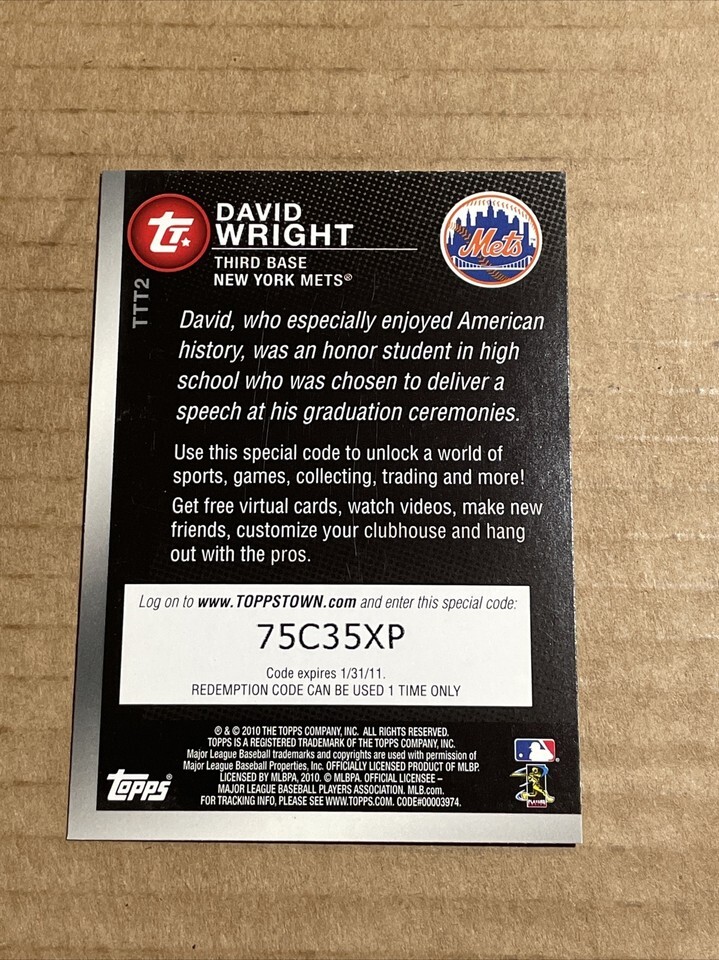 TT
DAVID
WRIGHT
THIRD BASE
NEW YORK METS®
Mets
TTT2
David, who especially enjoyed American
history, was an honor student in high
school who was chosen to deliver a
speech at his graduation ceremonies.
Use this special code to unlock a world of
sports, games, collecting, trading and more!
Get free virtual cards, watch videos, make new
friends, customize your clubhouse and hang
out with the pros.
Log on to www.TOPPSTOWN.com and enter this special code:
75C35XP
Code expires 1/31/11.
REDEMPTION CODE CAN BE USED 1 TIME ONLY
® & © 2010 THE TOPPS COMPANY, INC. ALL RIGHTS RESERVED.
TOPPS IS A REGISTERED TRADEMARK OF THE TOPPS COMPANY, INC.
Major League Baseball trademarks and copyrights are used with permission of
Major League Baseball Properties, Inc. OFFICIALLY LICENSED PRODUCT OF MLBP.
LICENSED BY MLBPA, 2010. © MLBPA. OFFICIAL LICENSEE –
MAJOR LEAGUE BASEBALL PLAYERS ASSOCIATION. MLB.com.
FOR TRACKING INFO, PLEASE SEE WWW.TOPPS.COM. CODE#00003974.
topps®